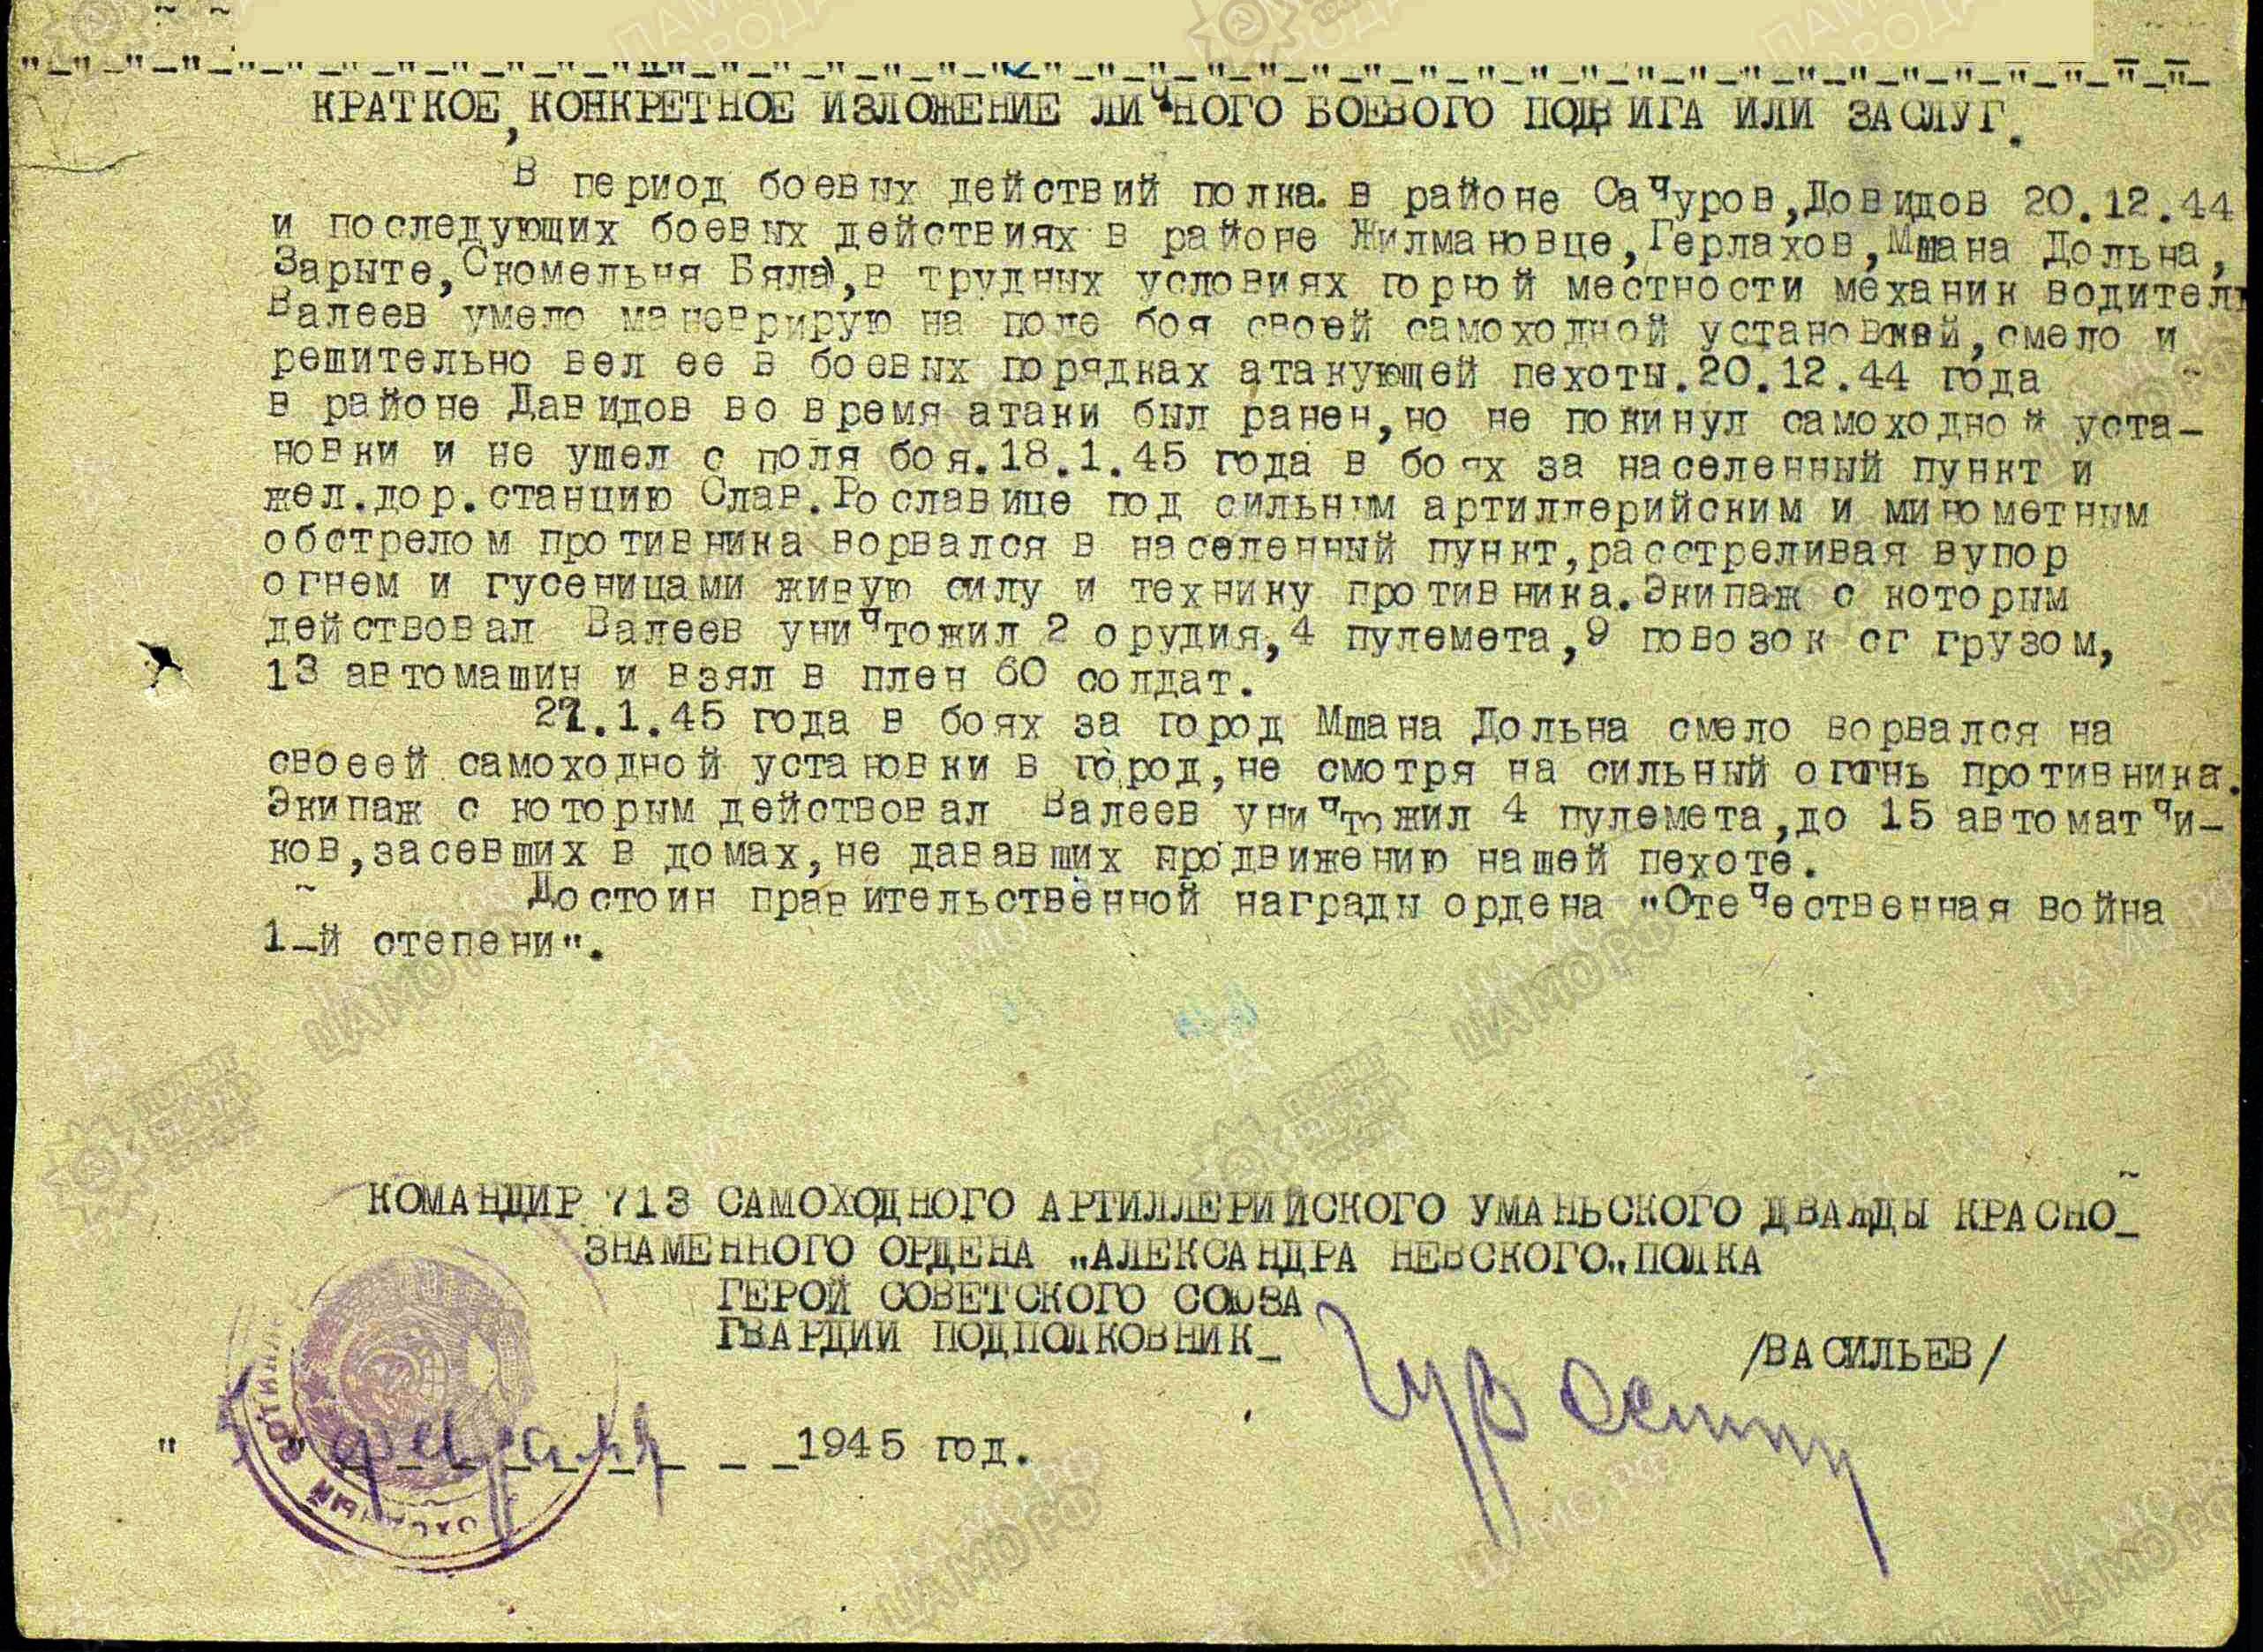 КРАТКОЕ, КОНКРЕТНОЕ ИЗЛОЖЕНИЕ ЛИЧНОГО БОЕВОГО ПОДВИГА ИЛИ ЗАСЛУГ.
В период боевых действий полка. в районе Сачуров, Довидов 20.12.44
и последующих боевых действиях в районе Жилмановце, Герлахов, Мшана Дольна,
Зарыте, Скомельня Бяла, в трудных условиях горной местности механик водитель
Валеев умело маневрирую на поле боя своей самоходной установкай, смело и
решительно вел ее в боевых порядках атакующей пехоты. 20.12.44 года
в районе Давидов во время атаки был ранен, но не покинул самоходной уста-
новки и не ушел с поля боя. 18.1.45 года в боях за населенный пункт и
жел.дор.станцию Слав. Рославице под сильным артиллерийским и минометным
обстрелом противника ворвался в населенный пункт, расстреливая вупор
огнем и гусеницами живую силу и технику противника. Экипаж с которым
действовал Валеев уничтожил 2 орудия, 4 пулемета, 9 повозок сг грузом,
13 автомашин и взял в плен 60 солдат.
.1.45 года в боях за город Мшана Дольна смело ворвался на
своеей самоходной установки в город, не смотря на сильный огонь противника.
Экипаж с которым действовал Валеев уничтожил 4 пулемета, до 15 автоматчи-
ков, засевших в домах, не дававших продвижению нашей пехоте.
Достоин правительственной награды ордена "Отечественная война
1-й степени".
КОМАНДИР 713 САМОХОДНОГО АРТИЛЛЕРИЙСКОГО УМАНЬСКОГО ДВАЖДЫ КРАСНО_
ЗНАМЕННОГО ОРДЕНА "АЛЕКСАНДРА НЕВСКОГО" ПОЛКА
ГЕРОЙ СОВЕТСКОГО СОЮЗА
ГВАРДИИ ПОДПОЛКОВНИК_
/ВАСИЛЬЕВ/
" " февраля 1945 год.
ЦАМО.РФ
ПАМЯТЬ НАРОДА